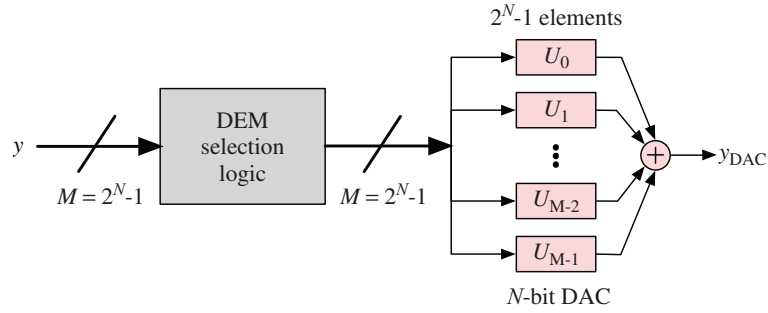 2^N-1 elements
y
DEM
selection
logic
M = 2^N-1
M = 2^N-1
U_0
U_1
U_M-2
U_M-1
+
y_DAC
N-bit DAC